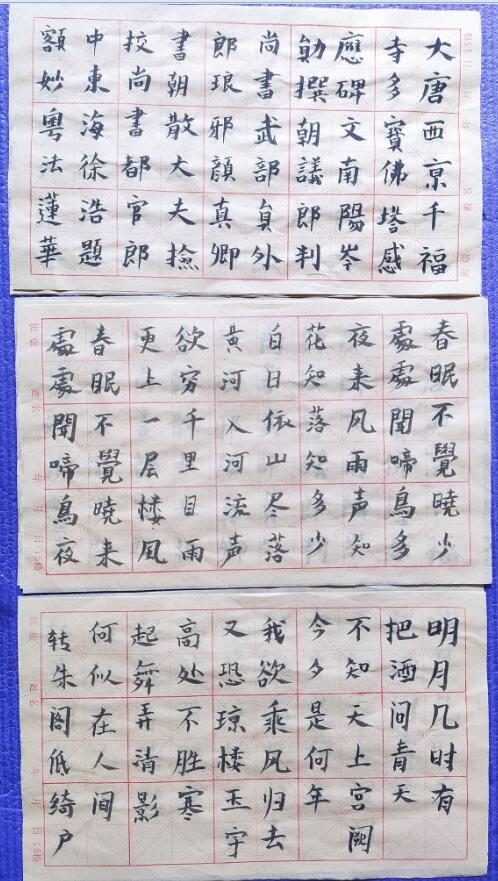 大唐西亰千福
寺多寶佛塔感
應碑文南陽岑
勛撰朝議郎判
尚書武部員外
郎琅邪顏真卿
書朝散大夫撿
挍尚書都官郎
中東海徐浩題
額妙粵法蓮華
春眠不覺曉少
處處聞啼鳥多
夜来风雨声知
花知落知多少
白日依山尽落
黄河入河流声
欲穷千里目雨
更上一层楼风
春眠不覺曉来
處處聞啼鳥夜
明月几时有
把酒问青天
不知天上宫阙
今夕是何年
我欲乘风归去
又恐琼楼玉宇
高处不胜寒
起舞弄清影
何似在人间
转朱阁低绮户